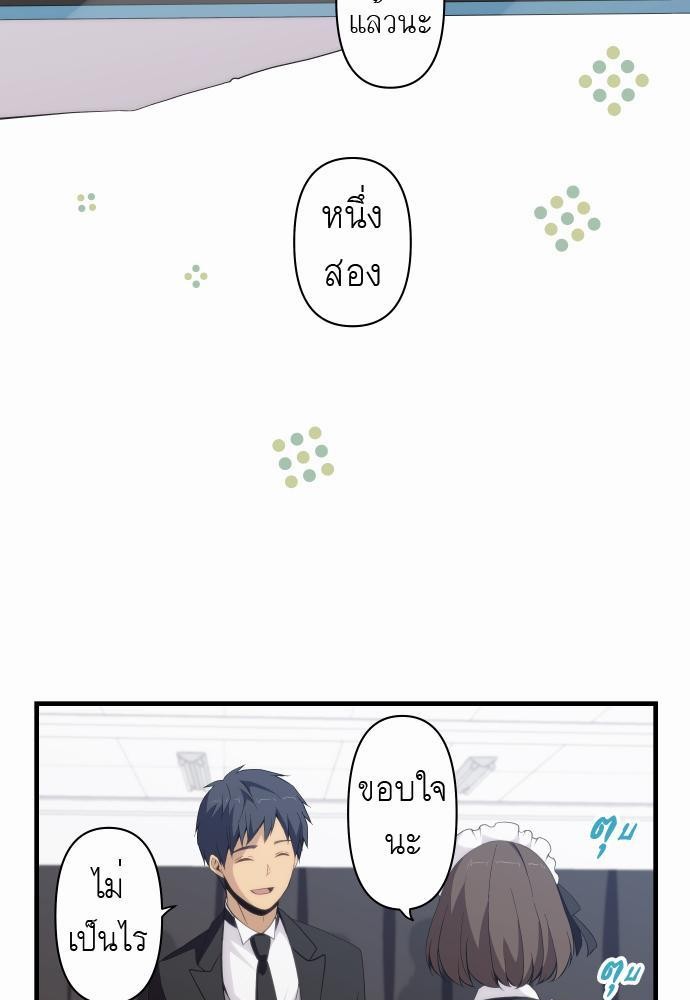 แล้วนะ
หนึ่ง
สอง
ขอบใจ
นะ
ไม่
เป็นไร
ตุบ
ตุบ